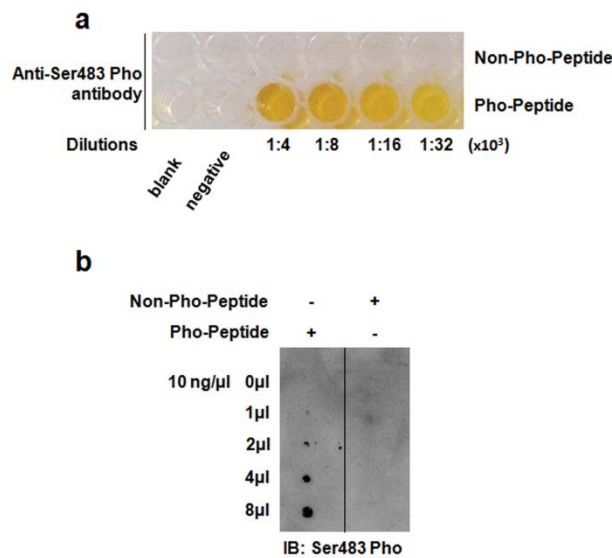 a
Anti-Ser483 Pho
antibody
Non-Pho-Peptide
Pho-Peptide
Dilutions 1:4 1:8 1:16 1:32 (x10³)
blank
negative
b
Non-Pho-Peptide - +
Pho-Peptide + -
10 ng/µl 0µl
1µl
2µl
4µl
8µl
IB: Ser483 Pho